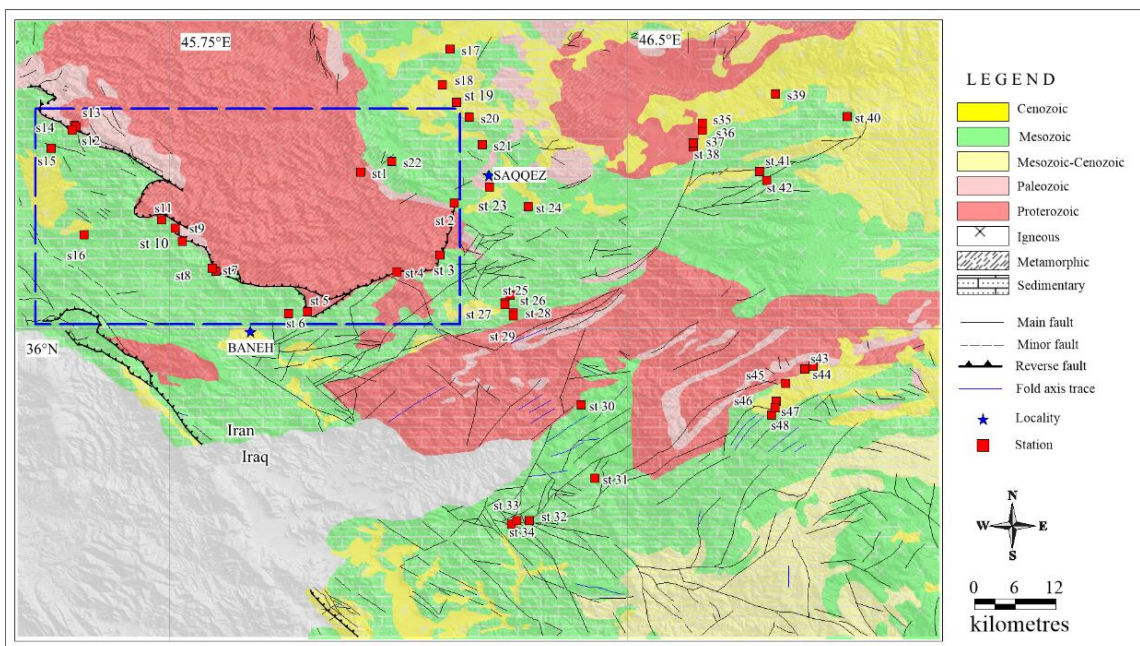 45.75°E
46.5°E
s17
s18
st 19
s20
s21
s22
st1
SAQQEZ
st 23
st 24
st 2
st 3
st 4
st 5
st 6
st7
st8
st9
st 10
s11
s12
s13
s14
s15
s16
BANEH
36°N
s39
st 40
s35
s36
s37
st 38
st 41
st 42
st 25
st 26
st 27
st 28
st 29
s43
s44
s45
s46
s47
s48
st 30
st 31
st 32
st 33
st 34
Iran
Iraq
LEGEND
Cenozoic
Mesozoic
Mesozoic-Cenozoic
Paleozoic
Proterozoic
Igneous
Metamorphic
Sedimentary
Main fault
Minor fault
Reverse fault
Fold axis trace
Locality
Station
N
W E
S
0 6 12
kilometres